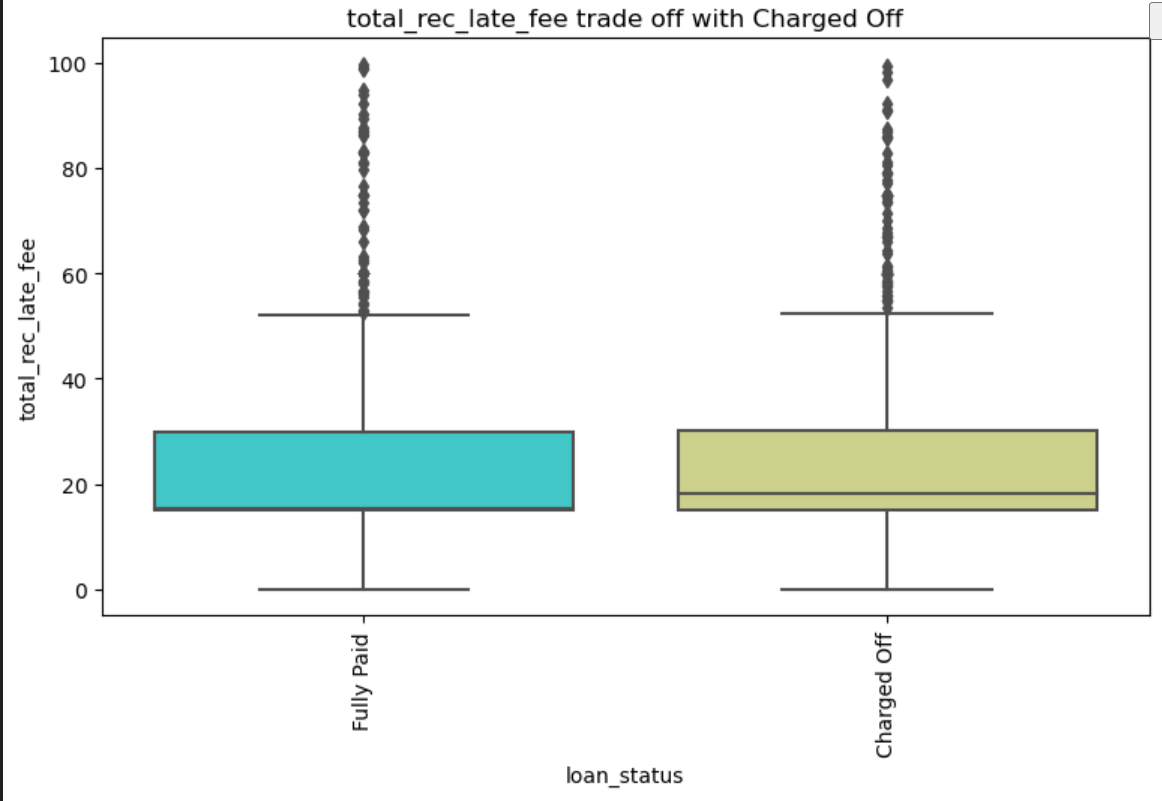 total_rec_late_fee trade off with Charged Off
total_rec_late_fee
100
80
60
40
20
0
Fully Paid
Charged Off
loan_status